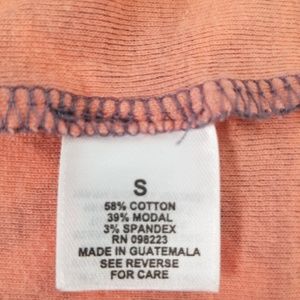 S
58% COTTON
39% MODAL
3% SPANDEX
RN 098223
MADE IN GUATEMALA
SEE REVERSE
FOR CARE